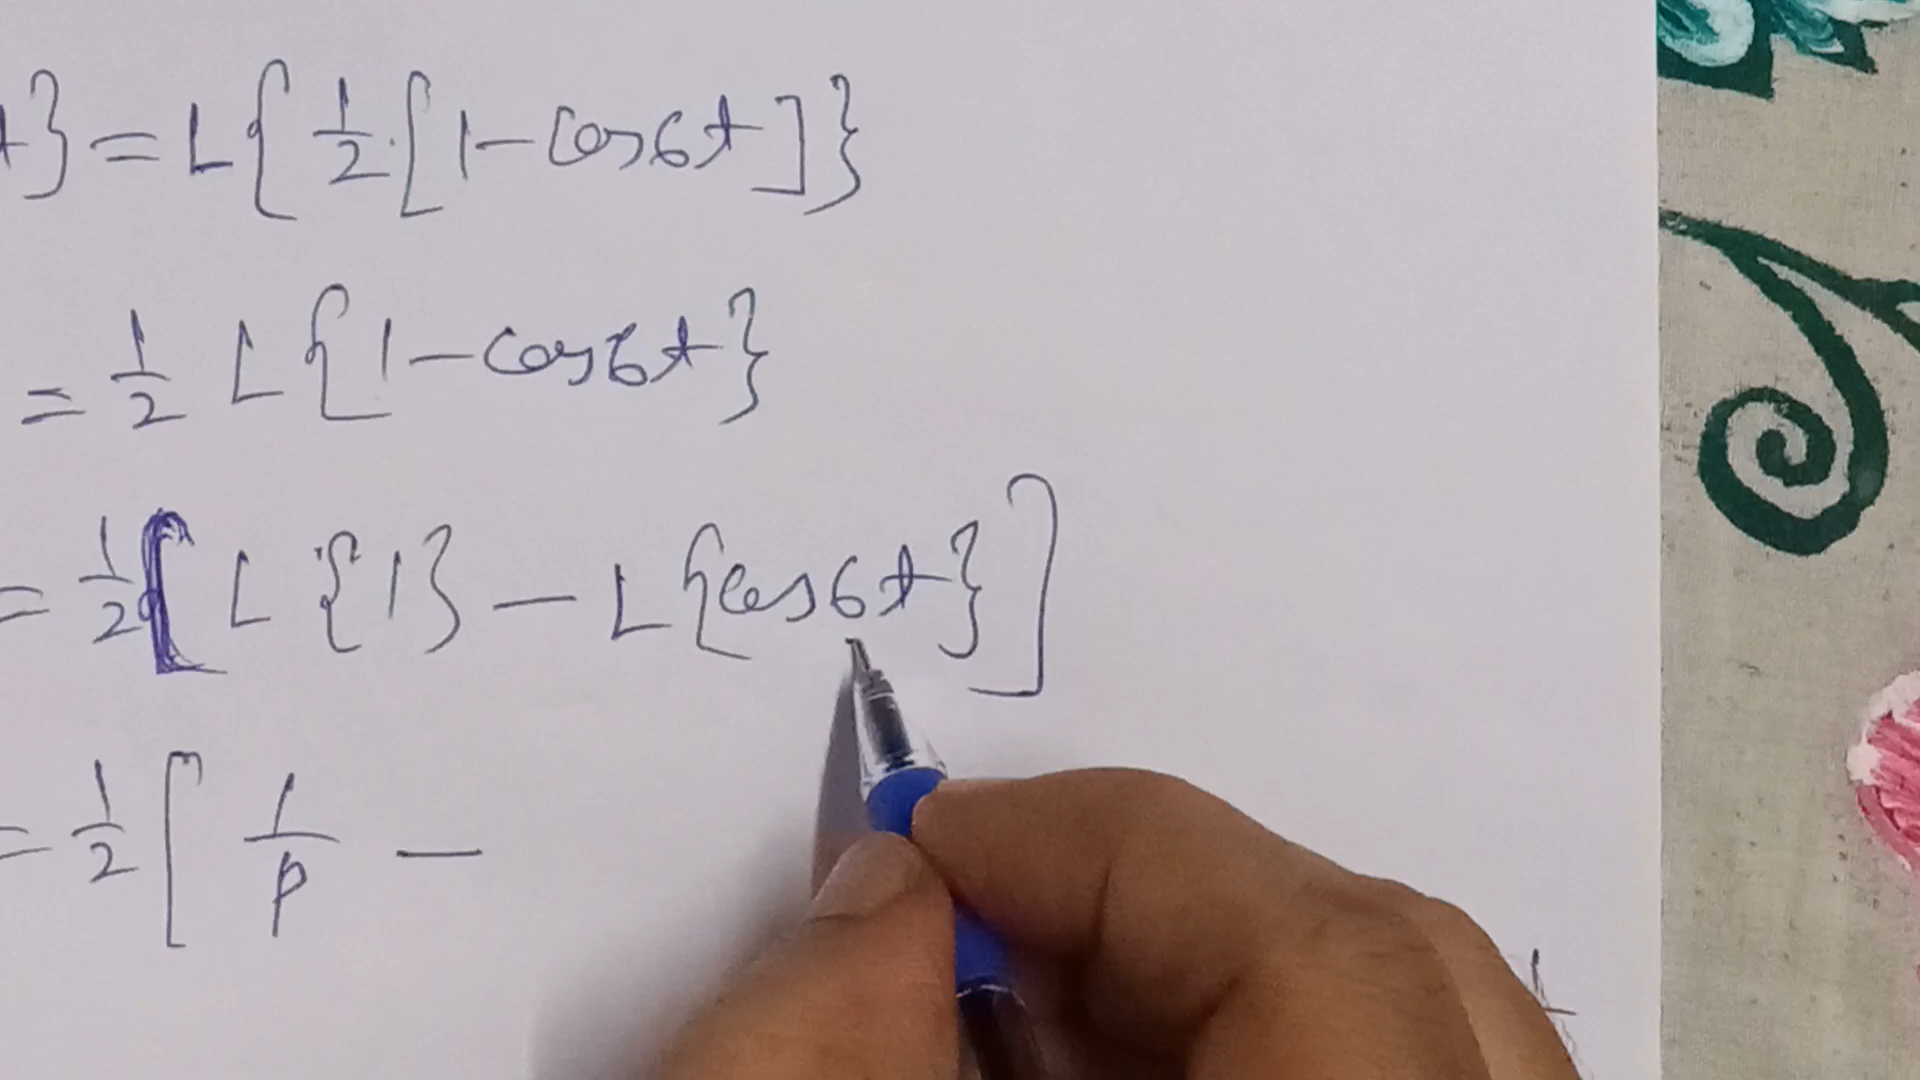 t} = L{ 1/2 · [1 - cos6t] }
= 1/2 L{1 - cos6t}
= 1/2 [ L{1} - L{cos6t} ]
= 1/2 [ 1/p -